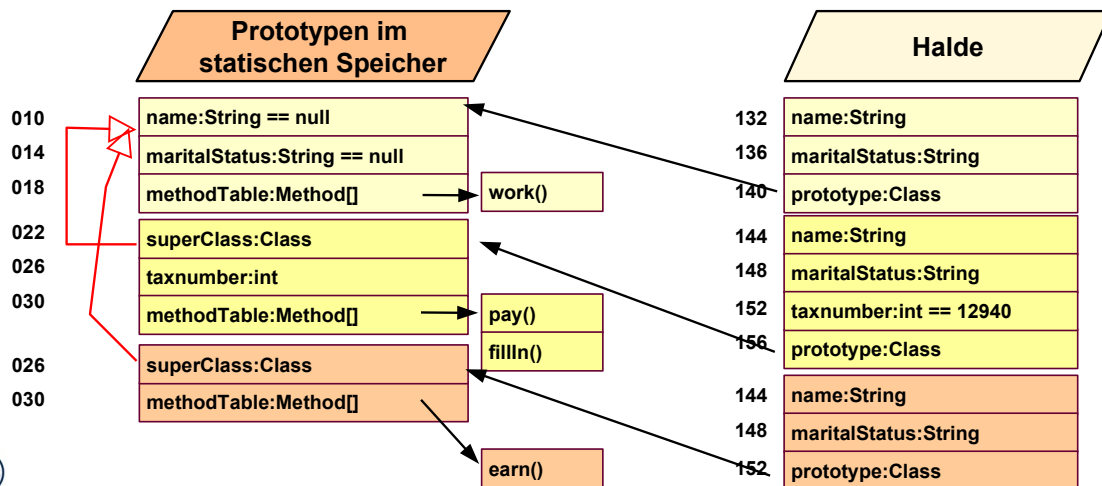 Prototypen im
statischen Speicher
010
name:String == null
014
maritalStatus:String == null
018
methodTable:Method[]
work()
022
superClass:Class
026
taxnumber:int
030
methodTable:Method[]
pay()
fillIn()
026
superClass:Class
030
methodTable:Method[]
earn()
Halde
132
name:String
136
maritalStatus:String
140
prototype:Class
144
name:String
148
maritalStatus:String
152
taxnumber:int == 12940
156
prototype:Class
144
name:String
148
maritalStatus:String
152
prototype:Class